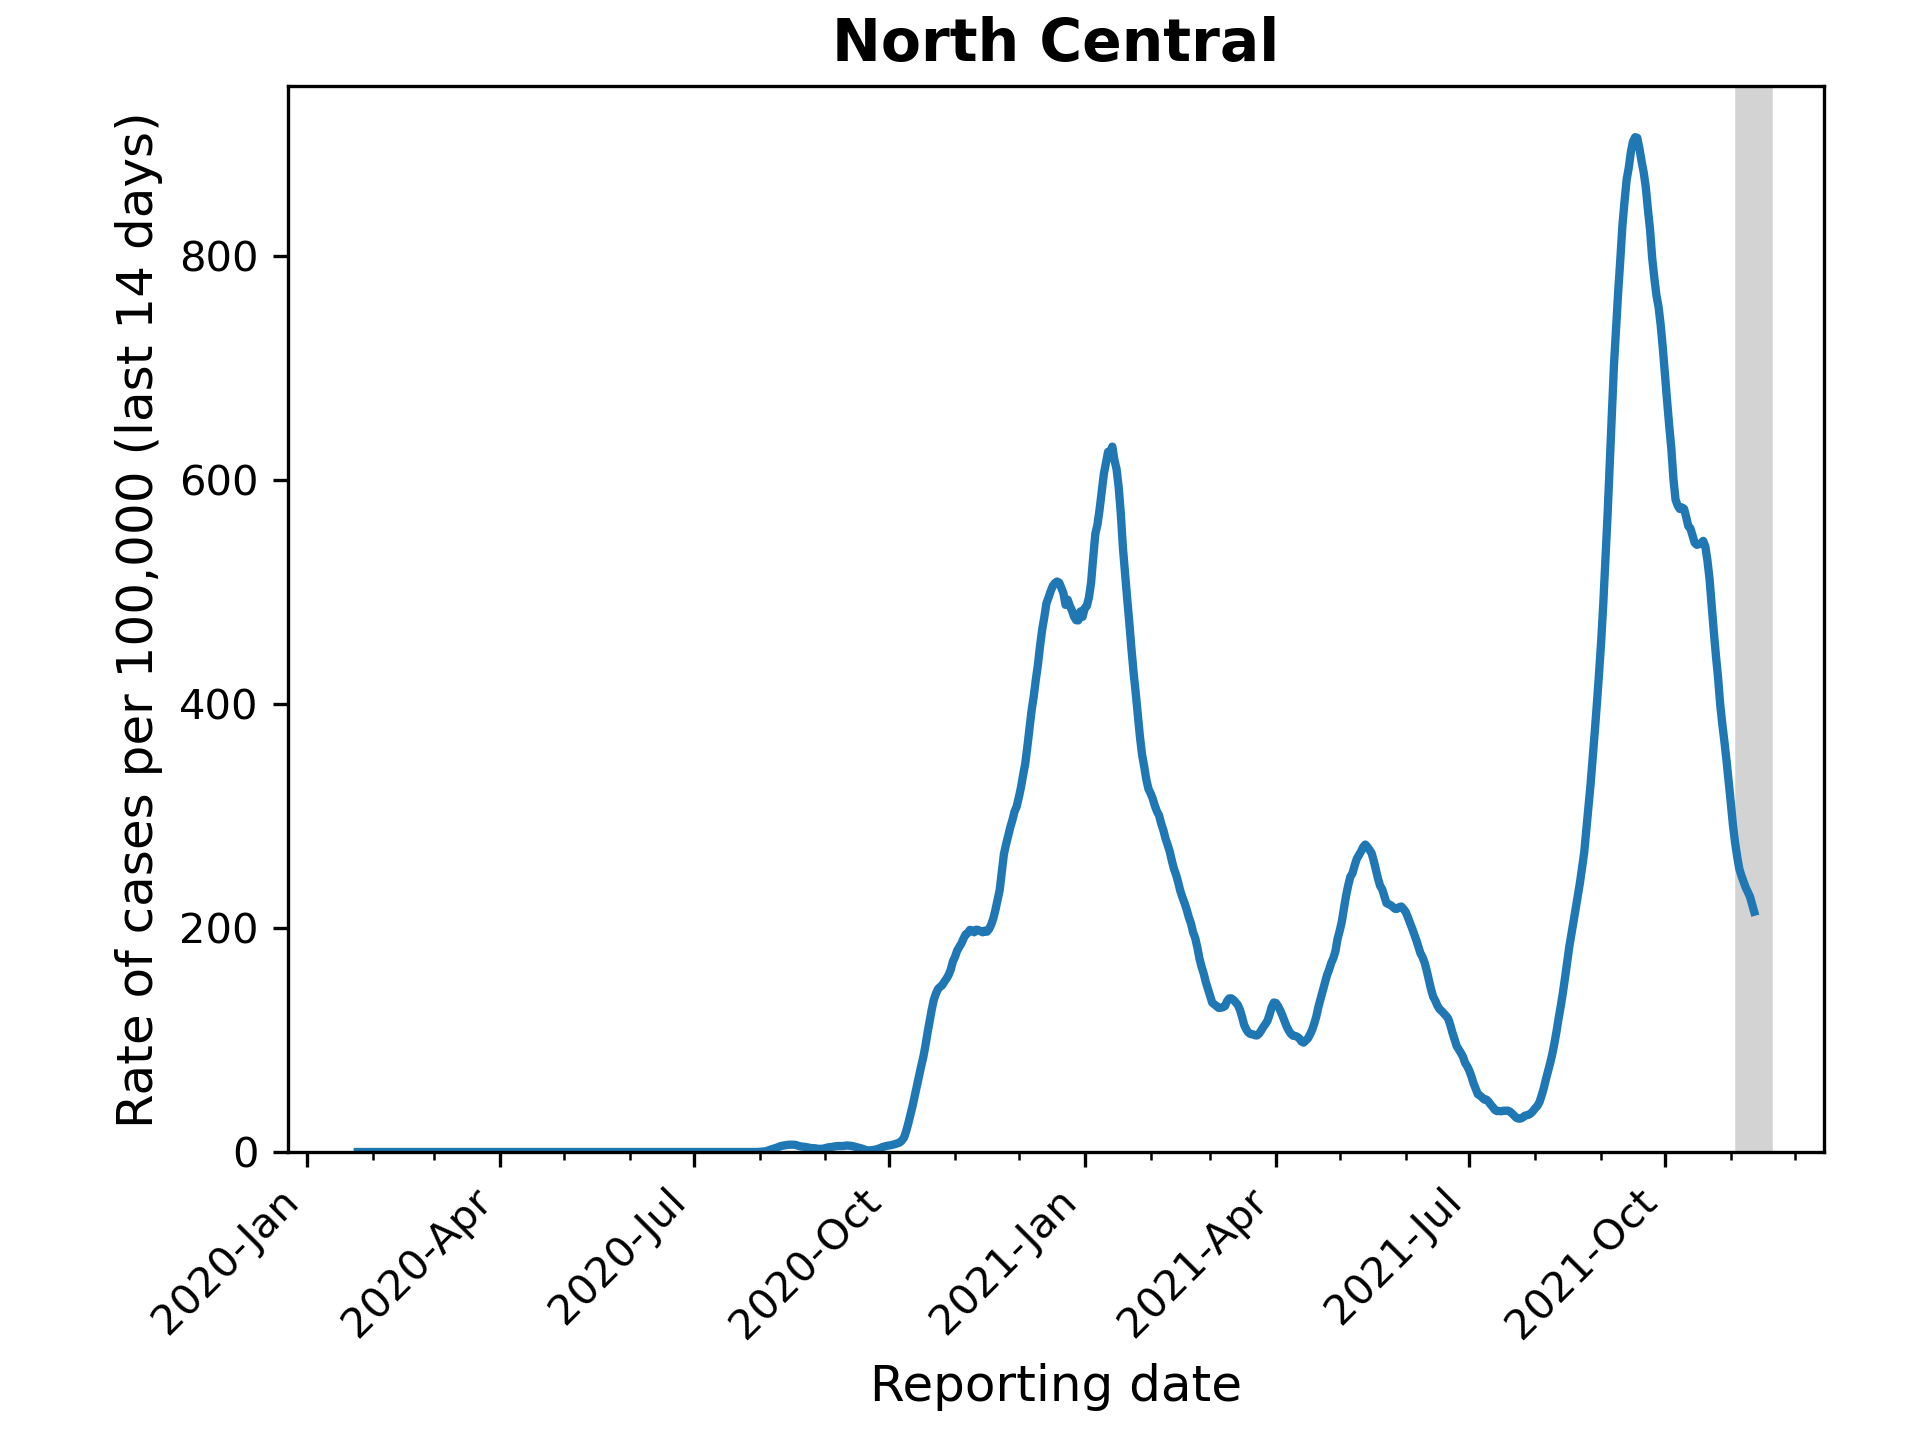 North Central
Rate of cases per 100,000 (last 14 days)
800
600
400
200
0
2020-Jan
2020-Apr
2020-Jul
2020-Oct
2021-Jan
2021-Apr
2021-Jul
2021-Oct
Reporting date